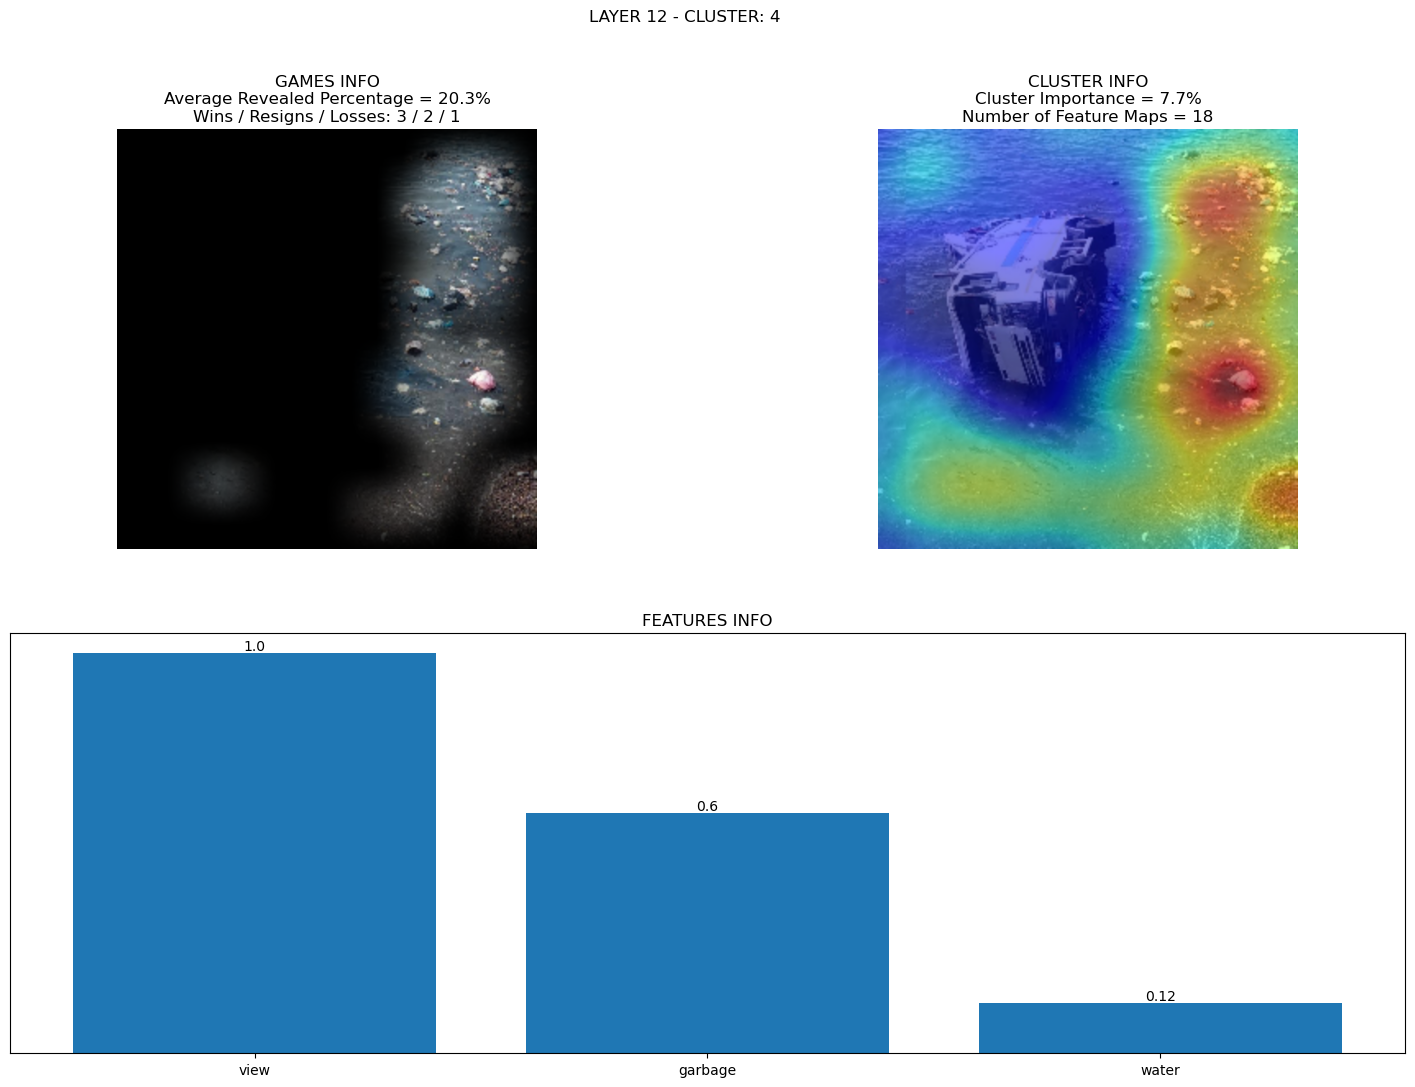 LAYER 12 - CLUSTER: 4
GAMES INFO
Average Revealed Percentage = 20.3%
Wins / Resigns / Losses: 3 / 2 / 1
CLUSTER INFO
Cluster Importance = 7.7%
Number of Feature Maps = 18
FEATURES INFO
1.0
0.6
0.12
view
garbage
water